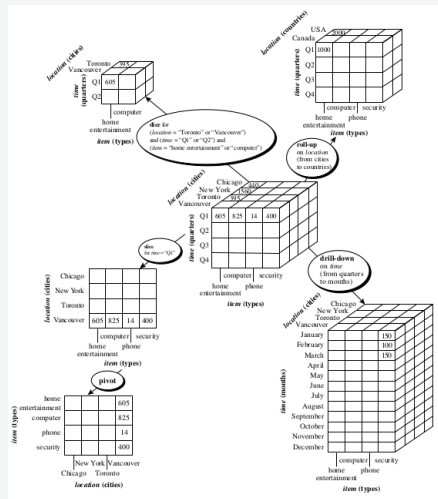 location (cities)
Toronto 395
Vancouver
Q1 605
Q2
time (quarters)
computer
home
entertainment
item (types)
location (countries)
USA 2000
Canada
Q1 1000
Q2
Q3
Q4
time (quarters)
computer security
home phone
entertainment
item (types)
dice for
(location = "Toronto" or "Vancouver")
and (time = "Q1" or "Q2") and
(item = "home entertainment" or "computer")
roll-up
on location
(from cities
to countries)
location (cities)
Chicago 440
New York 1560
Toronto 395
Vancouver
Q1 605 825 14 400
Q2
Q3
Q4
time (quarters)
computer security
home phone
entertainment
item (types)
slice
for time = "Q1"
drill-down
on time
(from quarters
to months)
location (cities)
Chicago
New York
Toronto
Vancouver 605 825 14 400
computer security
home phone
entertainment
item (types)
pivot
item (types)
home 605
entertainment
computer 825
phone 14
security 400
New York Vancouver
Chicago Toronto
location (cities)
location (cities)
Chicago
New York
Toronto
Vancouver
January 150
February 100
March 150
April
May
June
July
August
September
October
November
December
time (months)
computer security
home phone
entertainment
item (types)